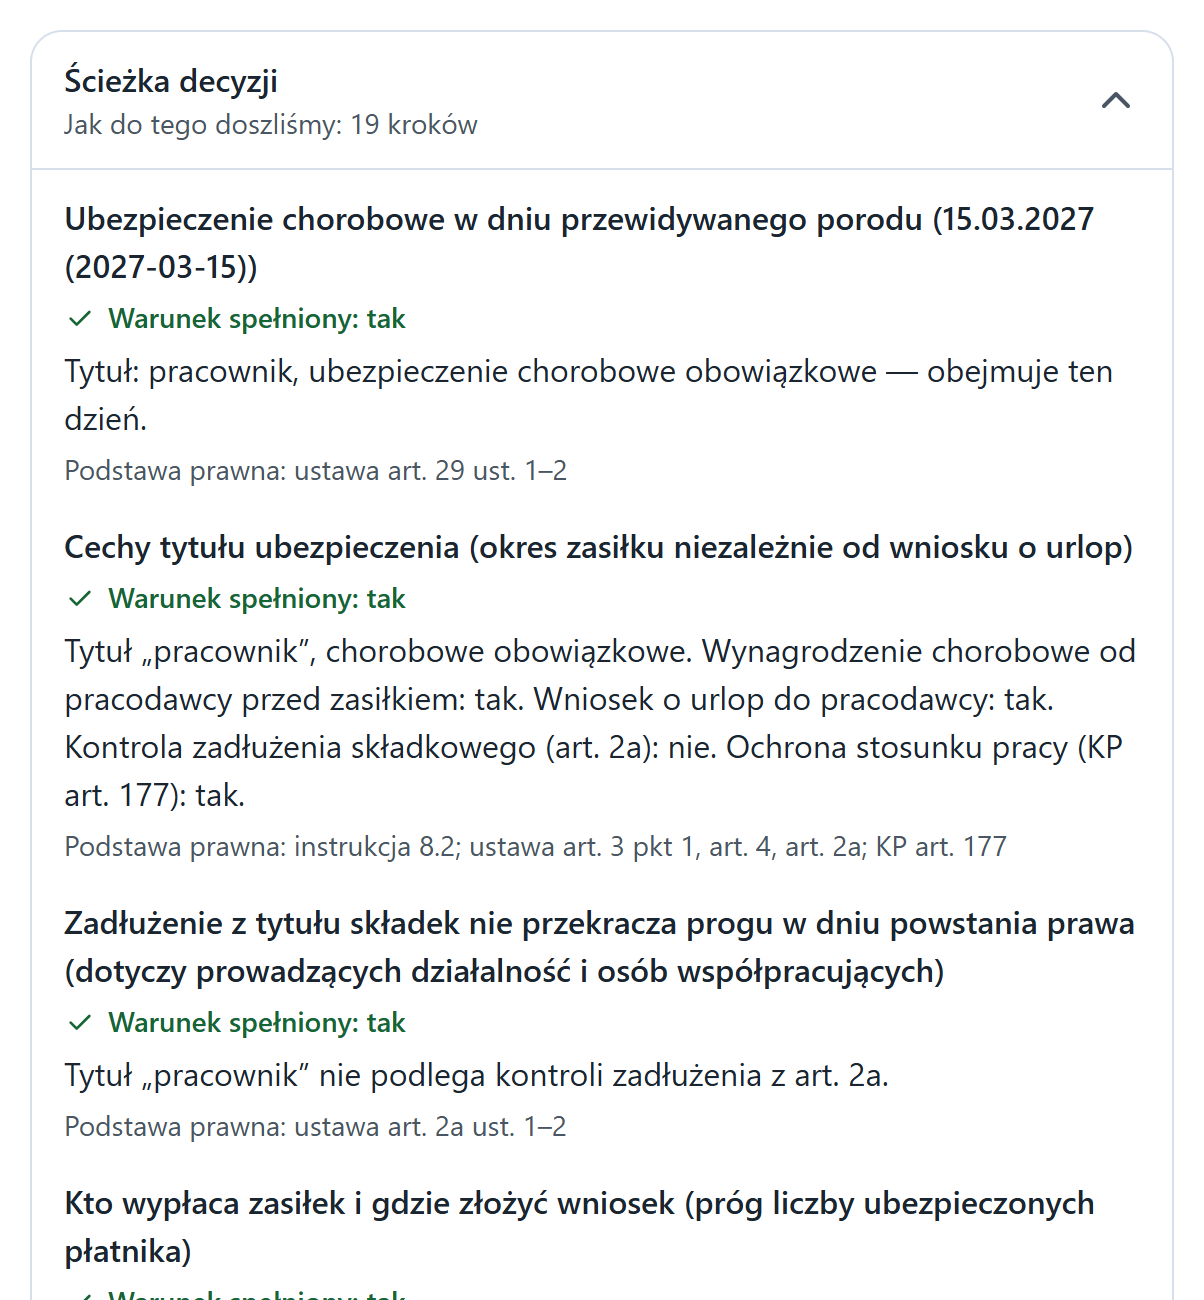 Ścieżka decyzji
Jak do tego doszliśmy: 19 kroków
Ubezpieczenie chorobowe w dniu przewidywanego porodu (15.03.2027
(2027-03-15))
Warunek spełniony: tak
Tytuł: pracownik, ubezpieczenie chorobowe obowiązkowe — obejmuje ten
dzień.
Podstawa prawna: ustawa art. 29 ust. 1–2
Cechy tytułu ubezpieczenia (okres zasiłku niezależnie od wniosku o urlop)
Warunek spełniony: tak
Tytuł „pracownik”, chorobowe obowiązkowe. Wynagrodzenie chorobowe od
pracodawcy przed zasiłkiem: tak. Wniosek o urlop do pracodawcy: tak.
Kontrola zadłużenia składkowego (art. 2a): nie. Ochrona stosunku pracy (KP
art. 177): tak.
Podstawa prawna: instrukcja 8.2; ustawa art. 3 pkt 1, art. 4, art. 2a; KP art. 177
Zadłużenie z tytułu składek nie przekracza progu w dniu powstania prawa
(dotyczy prowadzących działalność i osób współpracujących)
Warunek spełniony: tak
Tytuł „pracownik” nie podlega kontroli zadłużenia z art. 2a.
Podstawa prawna: ustawa art. 2a ust. 1–2
Kto wypłaca zasiłek i gdzie złożyć wniosek (próg liczby ubezpieczonych
płatnika)
Warunek spełniony: tak